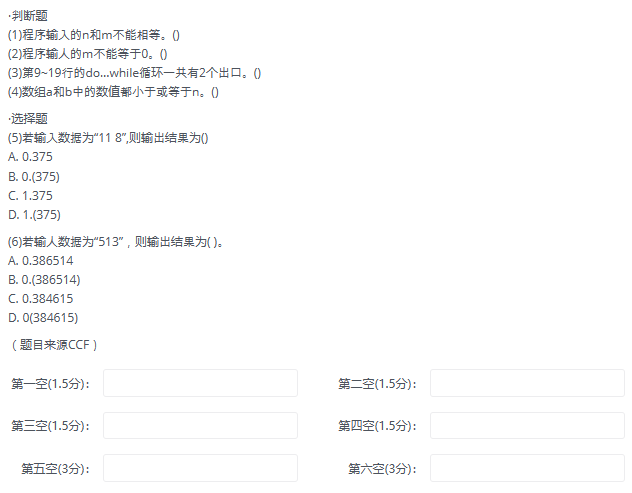 ·判断题
(1)程序输入的n和m不能相等。()
(2)程序输人的m不能等于0。()
(3)第9~19行的do...while循环一共有2个出口。()
(4)数组a和b中的数值都小于或等于n。()
·选择题
(5)若输入数据为“11 8”,则输出结果为()
A. 0.375
B. 0.(375)
C. 1.375
D. 1.(375)
(6)若输人数据为“513”，则输出结果为( )。
A. 0.386514
B. 0.(386514)
C. 0.384615
D. 0(384615)
（题目来源CCF）
第一空(1.5分)： 第二空(1.5分)：
第三空(1.5分)： 第四空(1.5分)：
第五空(3分)： 第六空(3分)：